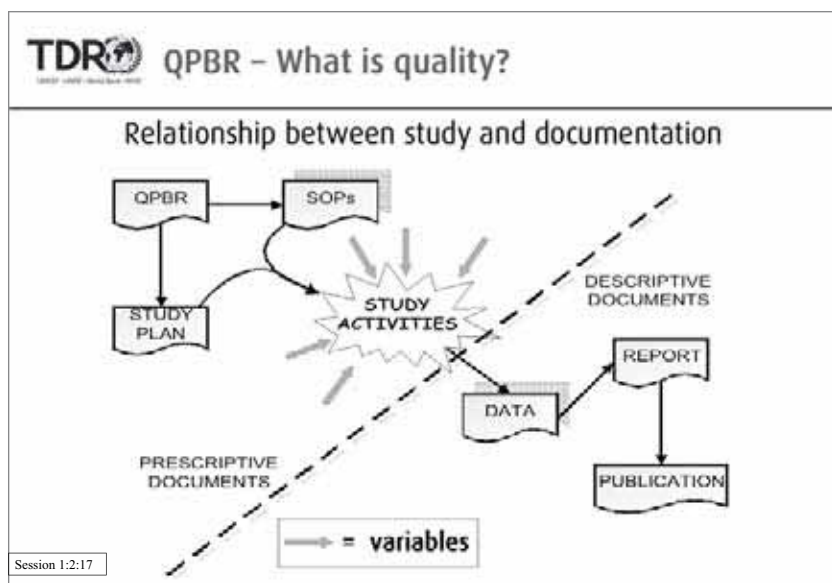 TDR
QPBR – What is quality?
Relationship between study and documentation
QPBR
SOPs
STUDY
PLAN
STUDY
ACTIVITIES
DESCRIPTIVE
DOCUMENTS
REPORT
DATA
PUBLICATION
PRESCRIPTIVE
DOCUMENTS
= variables
Session 1:2:17